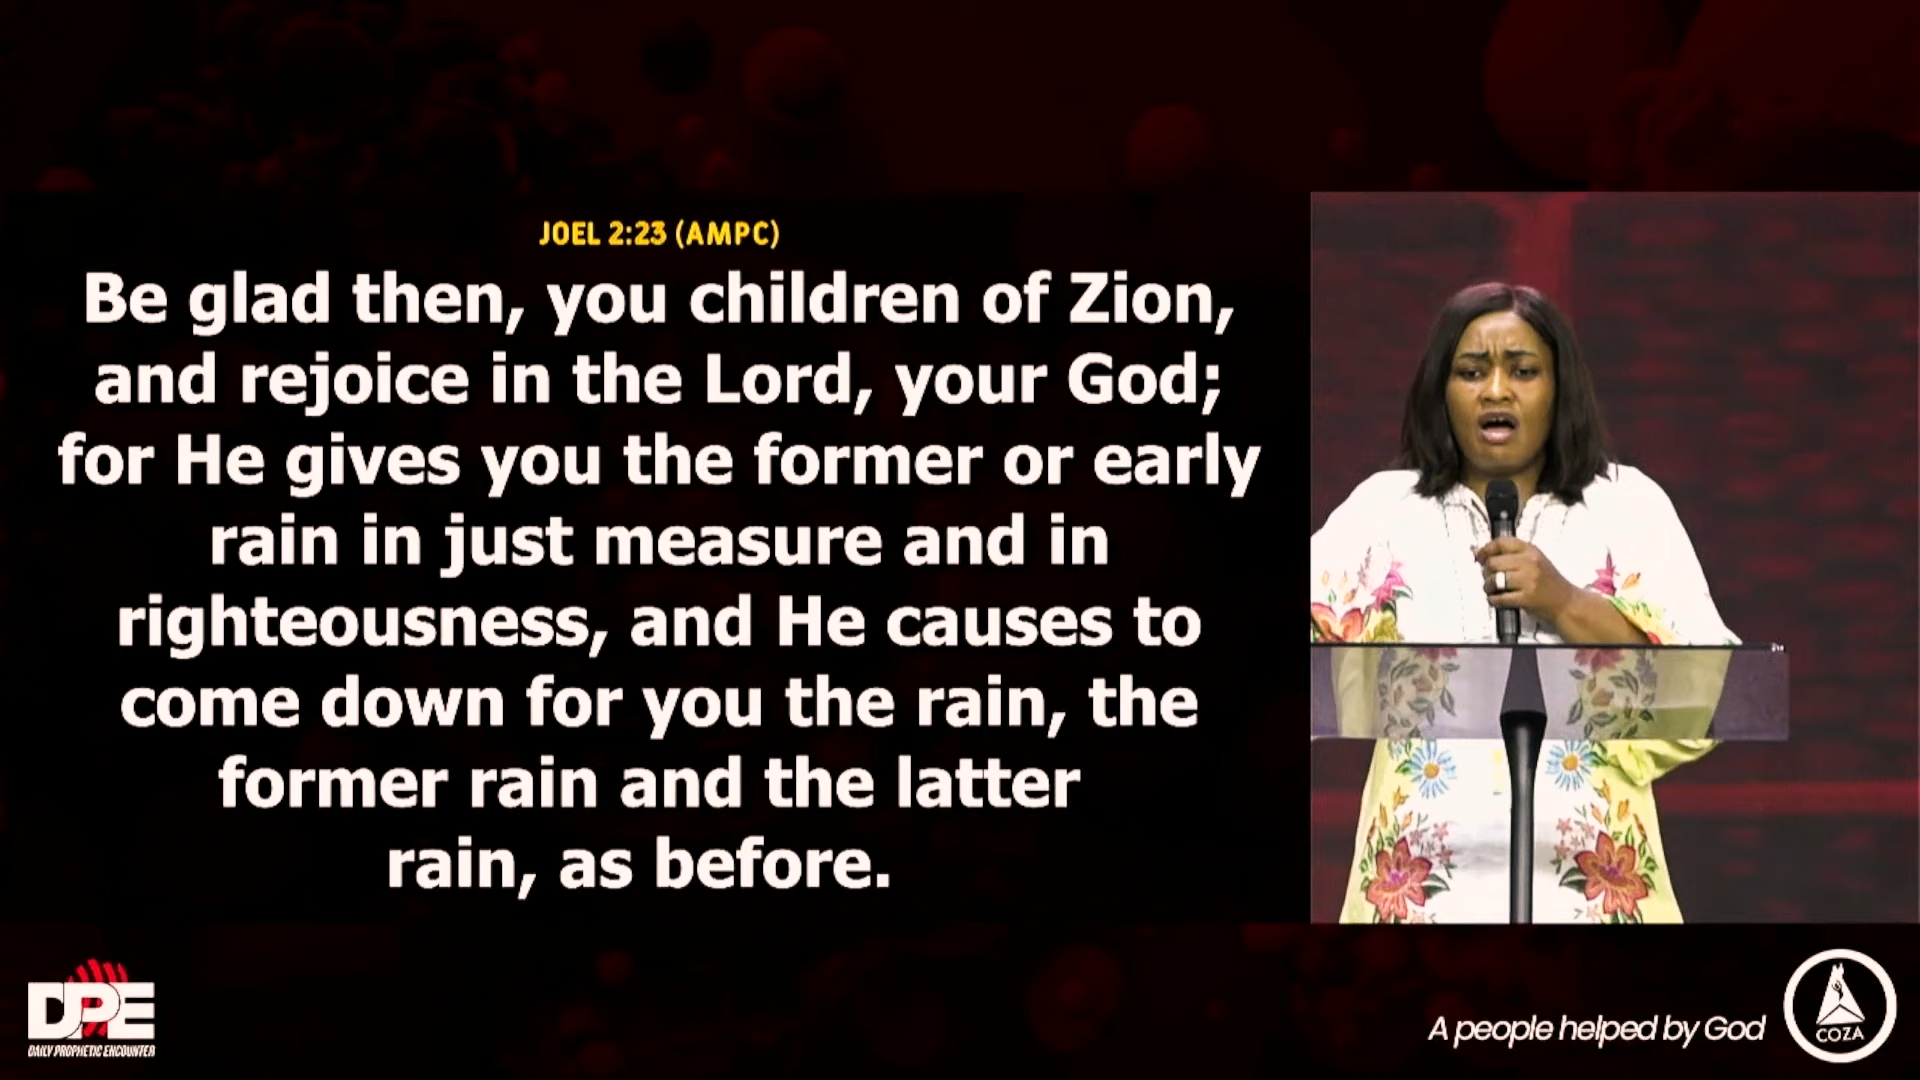 JOEL 2:23 (AMPC)
Be glad then, you children of Zion,
and rejoice in the Lord, your God;
for He gives you the former or early
rain in just measure and in
righteousness, and He causes to
come down for you the rain, the
former rain and the latter
rain, as before.
DPE
DAILY PROPHETIC ENCOUNTER
A people helped by God
COZA